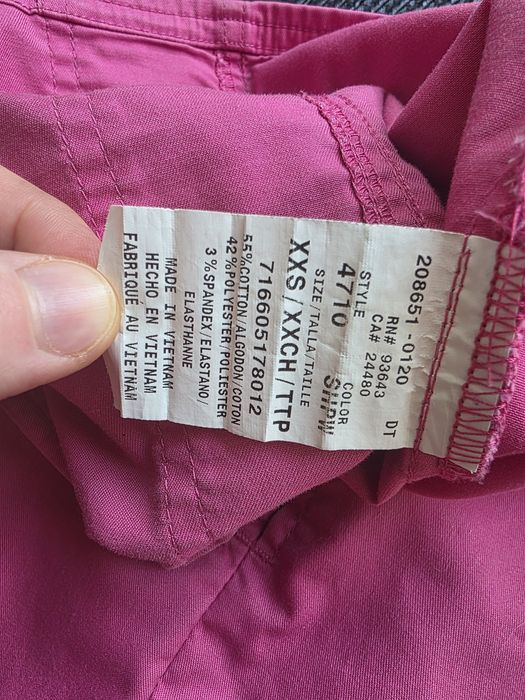 208651-0120
RN# 93643 DT
CA# 24480
STYLE COLOR
4710 SHPW
SIZE/TALLA/TAILLE
XXS/XXCH/TTP
716605178012
55%COTTON/ALGODON/COTON
42%POLYESTER/POLIESTER
3%SPANDEX/ELASTANO/
ELASTHANNE
MADE IN VIETNAM
HECHO EN VIETNAM
FABRIQUÉ AU VIETNAM